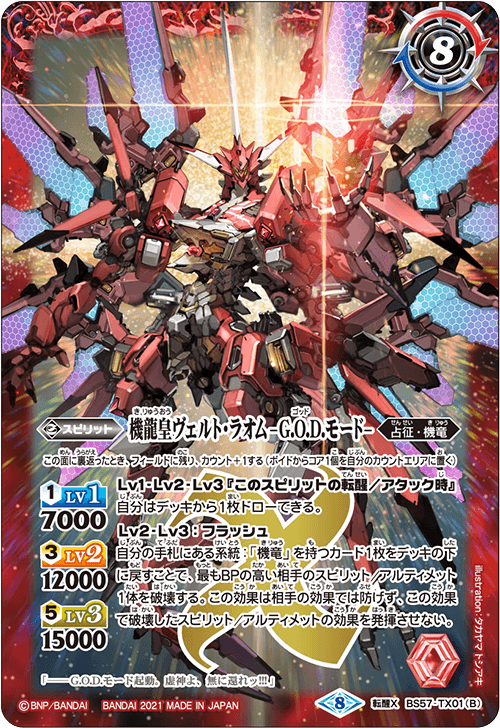 8
スピリット
機龍皇ヴェルト・ラオム-G.O.D.モード-
占征・機竜
この面に裏返ったとき、フィールドに残り、カウント+1する(ボイドからコア1個を自分のカウントエリアに置く)
1 LV1
7000
3 LV2
12000
5 LV3
15000
Lv1・Lv2・Lv3『このスピリットの転醒/アタック時』
自分はデッキから1枚ドローできる。
Lv2・Lv3:フラッシュ
自分の手札にある系統:「機竜」を持つカード1枚をデッキの下
に戻すことで、最もBPの高い相手のスピリット/アルティメット
1体を破壊する。この効果は相手の効果では防げず、この効果
で破壊したスピリット/アルティメットの効果を発揮させない。
「――G.O.D.モード起動。虚神よ、無に還れッ!!!」
illustration:タカヤマトシアキ
©BNP/BANDAI BANDAI 2021 MADE IN JAPAN
8
転醒X
BS57-TX01(B)